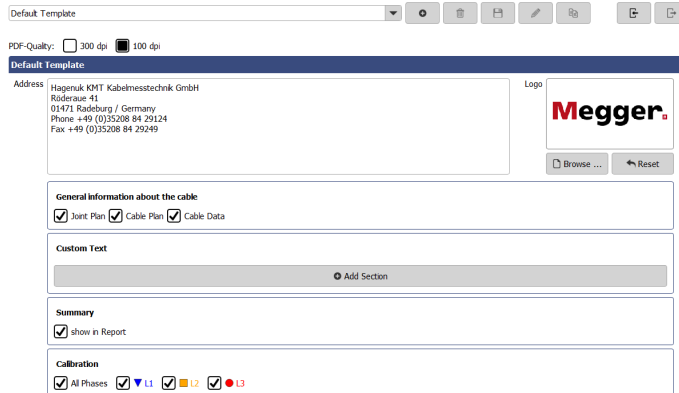 Default Template
PDF-Quality: 300 dpi 100 dpi
Default Template
Address
Hagenuk KMT Kabelmesstechnik GmbH
Röderaue 41
01471 Radeburg / Germany
Phone +49 (0)35208 84 29124
Fax +49 (0)35208 84 29249
Logo
Megger.
Browse ... Reset
General information about the cable
Joint Plan Cable Plan Cable Data
Custom Text
Add Section
Summary
show in Report
Calibration
All Phases L1 L2 L3